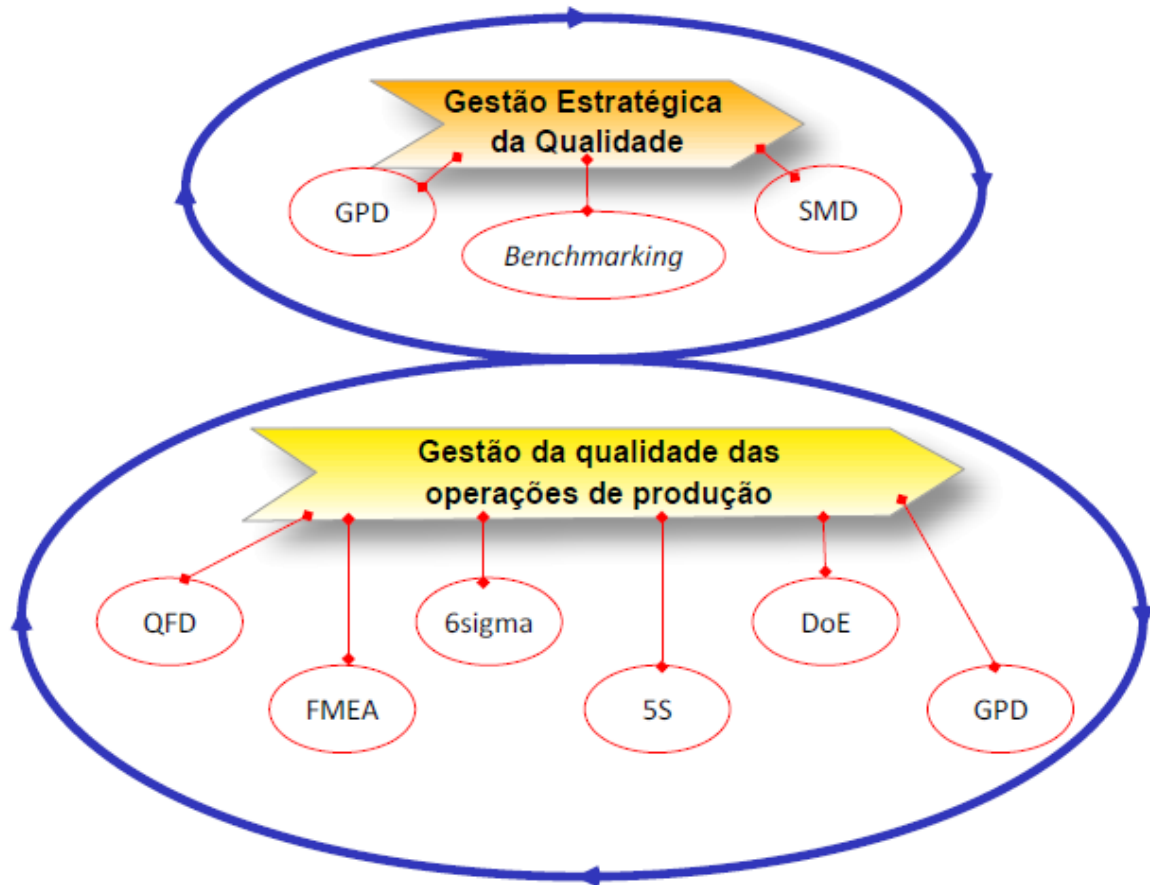 Gestão Estratégica
da Qualidade
GPD
SMD
Benchmarking
Gestão da qualidade das
operações de produção
QFD
6sigma
DoE
FMEA
5S
GPD